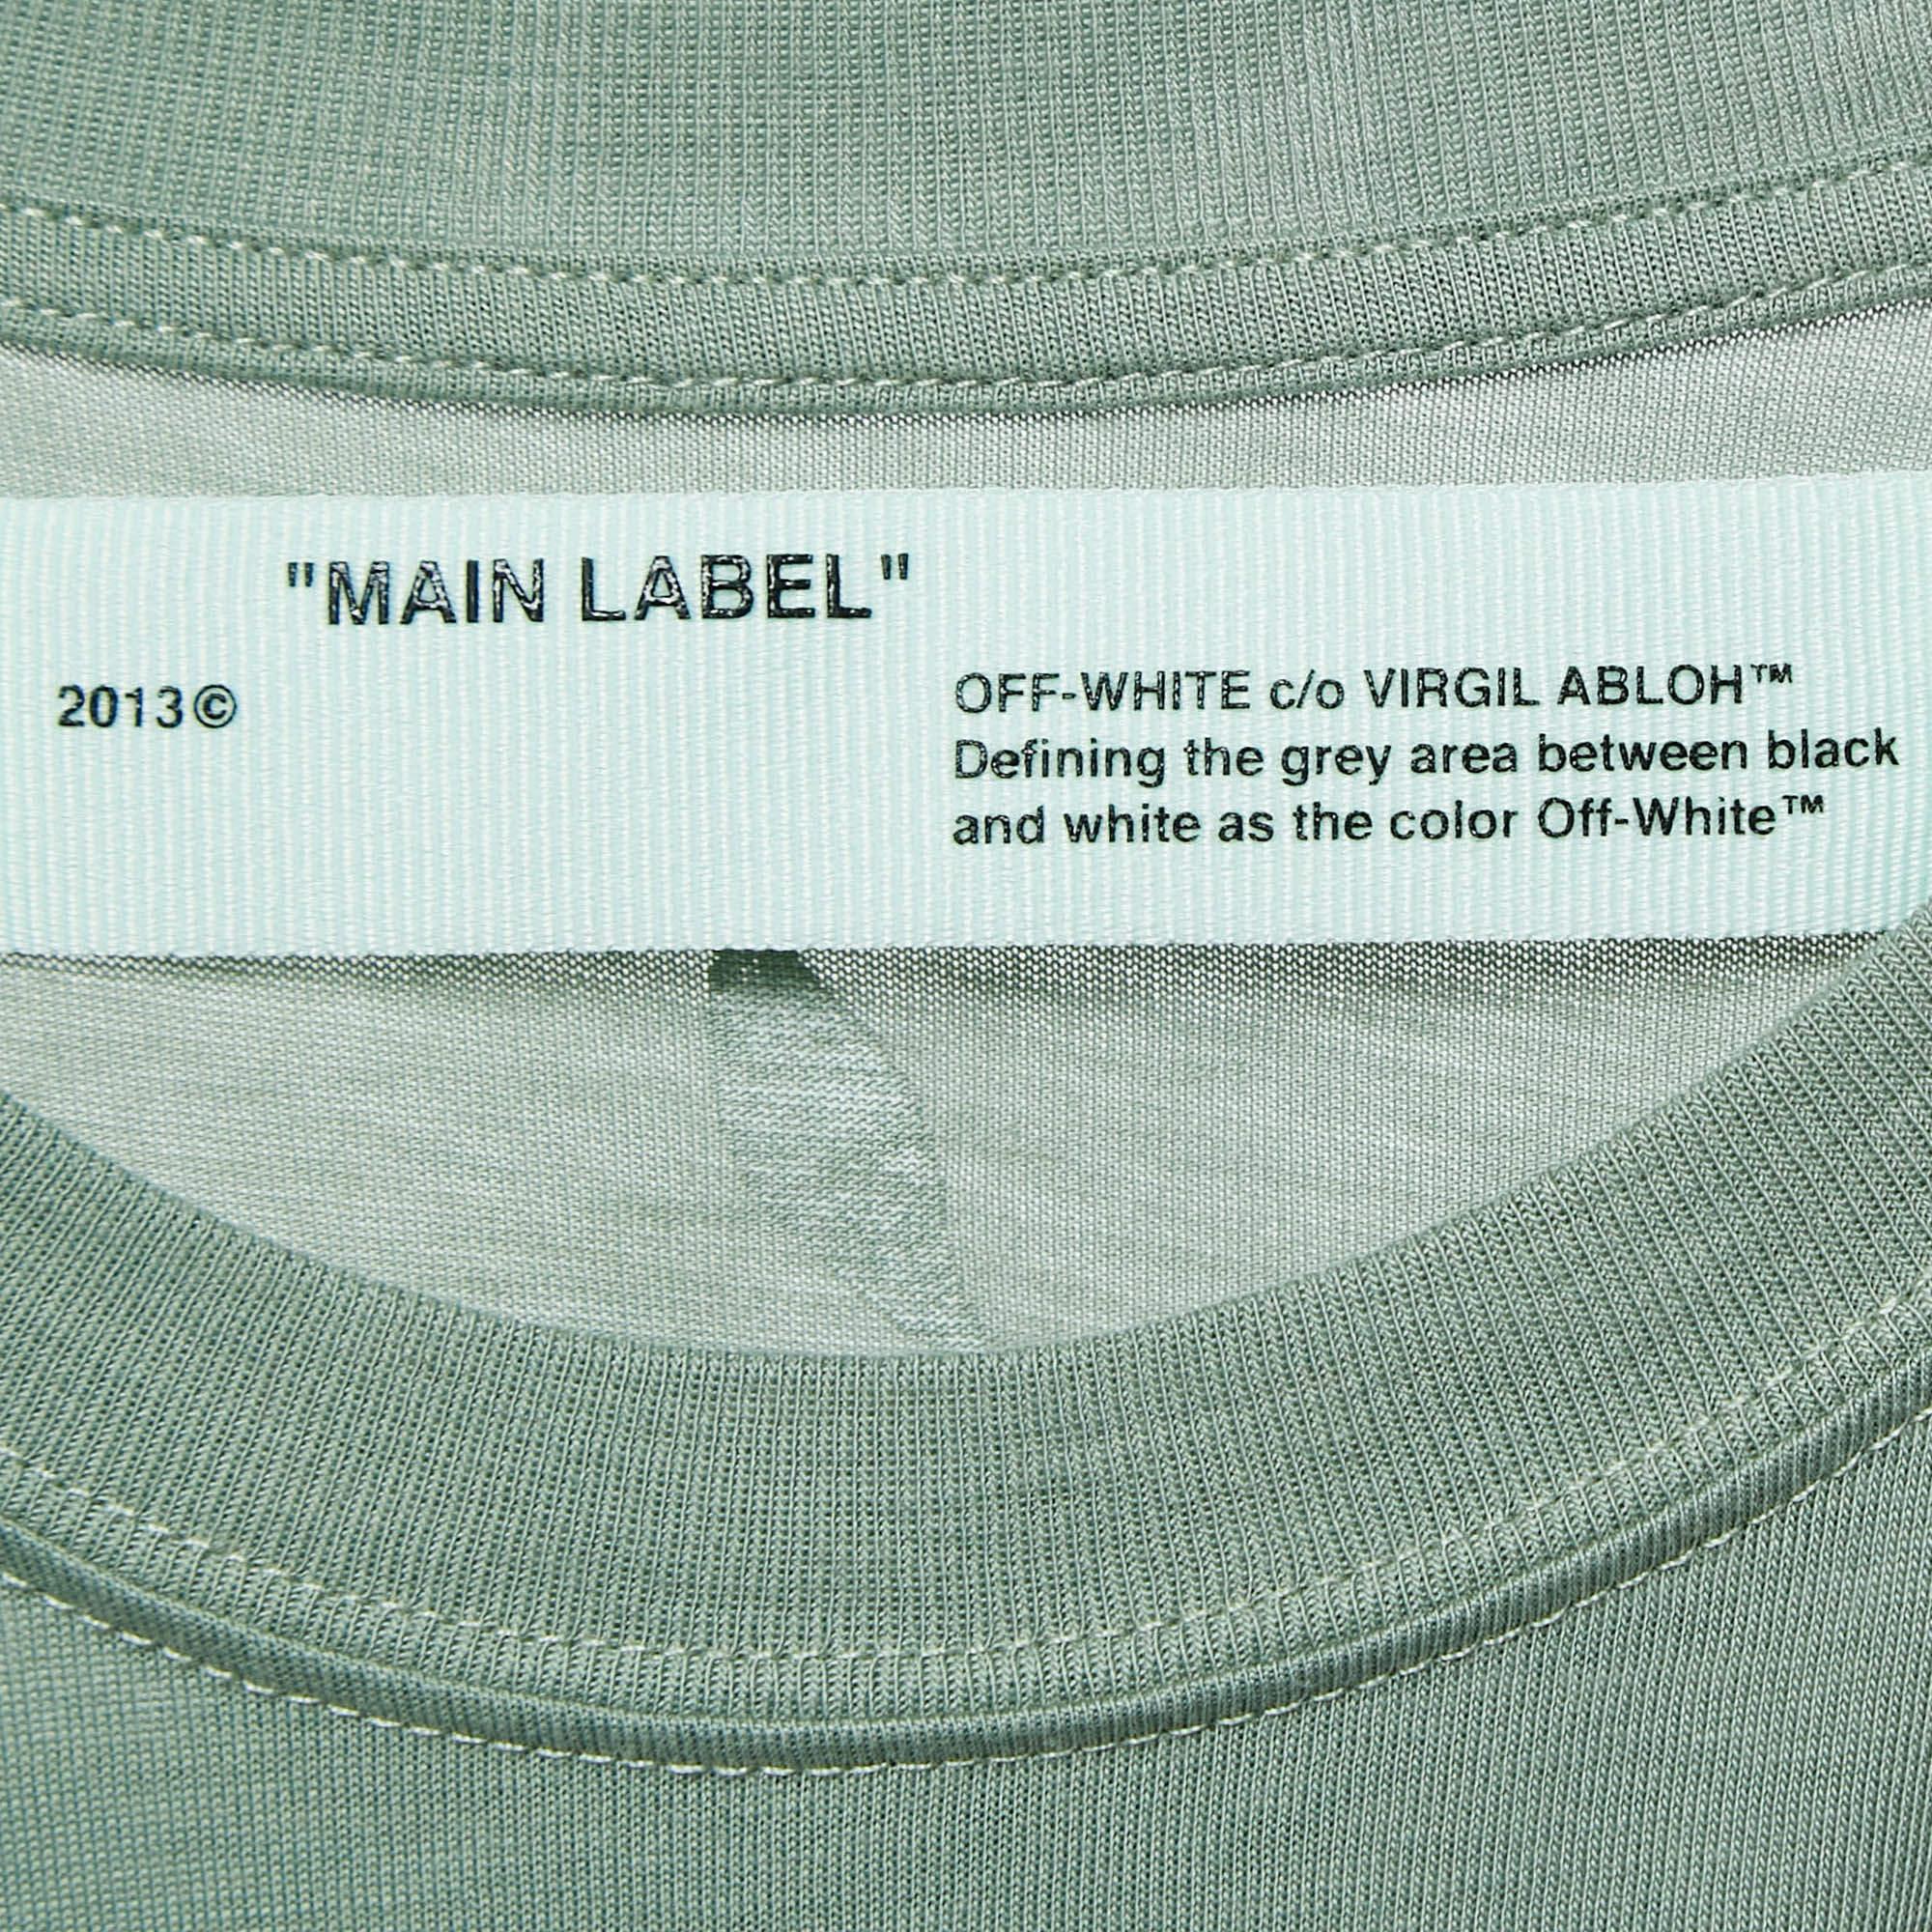 "MAIN LABEL"
2013©
OFF-WHITE c/o VIRGIL ABLOH™
Defining the grey area between black
and white as the color Off-White™